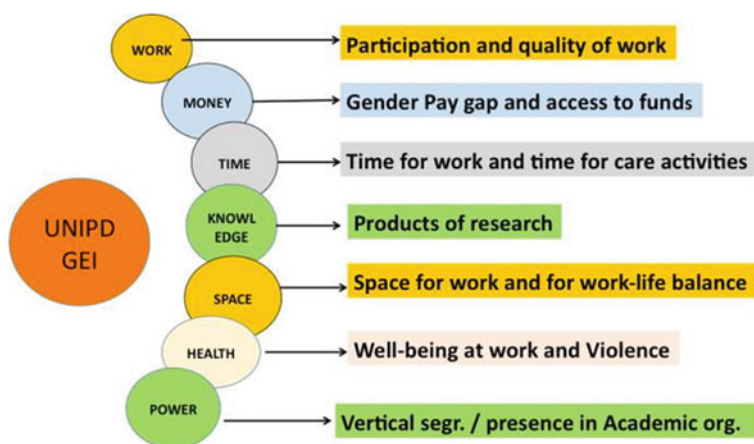 WORK
Participation and quality of work
MONEY
Gender Pay gap and access to funds
TIME
Time for work and time for care activities
UNIPD
GEI
KNOWL
EDGE
Products of research
SPACE
Space for work and for work-life balance
HEALTH
Well-being at work and Violence
POWER
Vertical segr. / presence in Academic org.